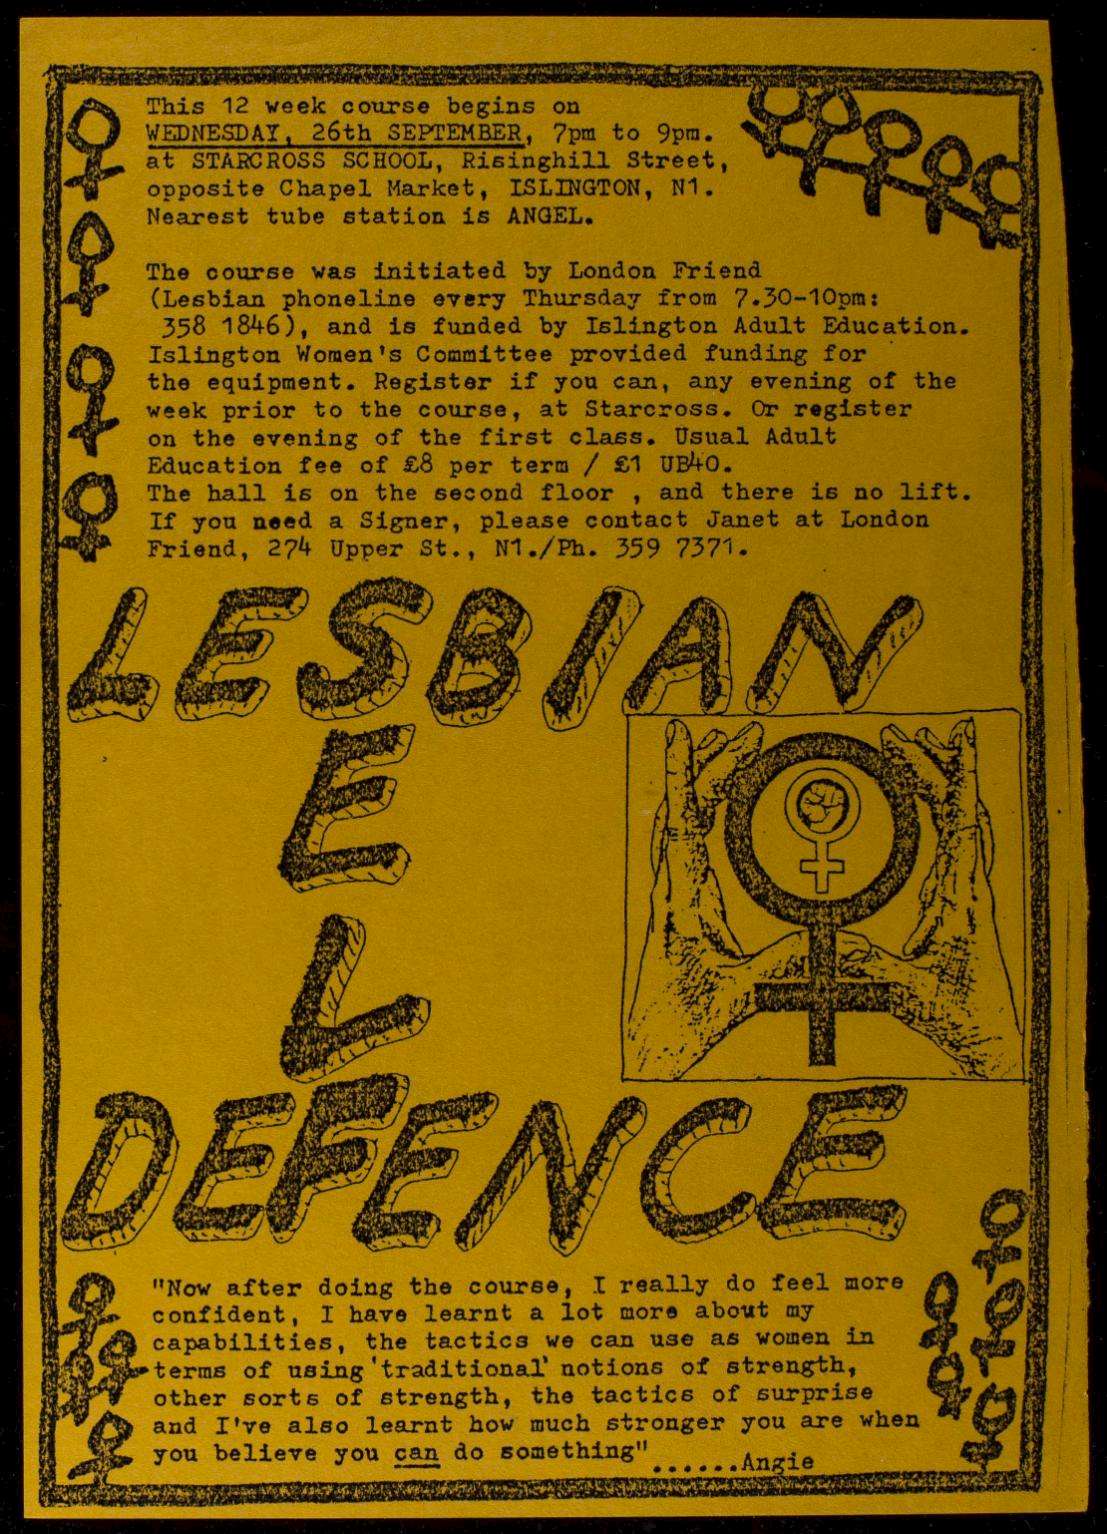 This 12 week course begins on
WEDNESDAY, 26th SEPTEMBER, 7pm to 9pm.
at STARCROSS SCHOOL, Risinghill Street,
opposite Chapel Market, ISLINGTON, N1.
Nearest tube station is ANGEL.
The course was initiated by London Friend
(Lesbian phoneline every Thursday from 7.30-10pm:
358 1846), and is funded by Islington Adult Education.
Islington Women's Committee provided funding for
the equipment. Register if you can, any evening of the
week prior to the course, at Starcross. Or register
on the evening of the first class. Usual Adult
Education fee of £8 per term / £1 UB40.
The hall is on the second floor , and there is no lift.
If you need a Signer, please contact Janet at London
Friend, 274 Upper St., N1./Ph. 359 7371.
LESBIAN
E
L
DEFENCE
"Now after doing the course, I really do feel more
confident, I have learnt a lot more about my
capabilities, the tactics we can use as women in
terms of using 'traditional' notions of strength,
other sorts of strength, the tactics of surprise
and I've also learnt how much stronger you are when
you believe you can do something"......Angie